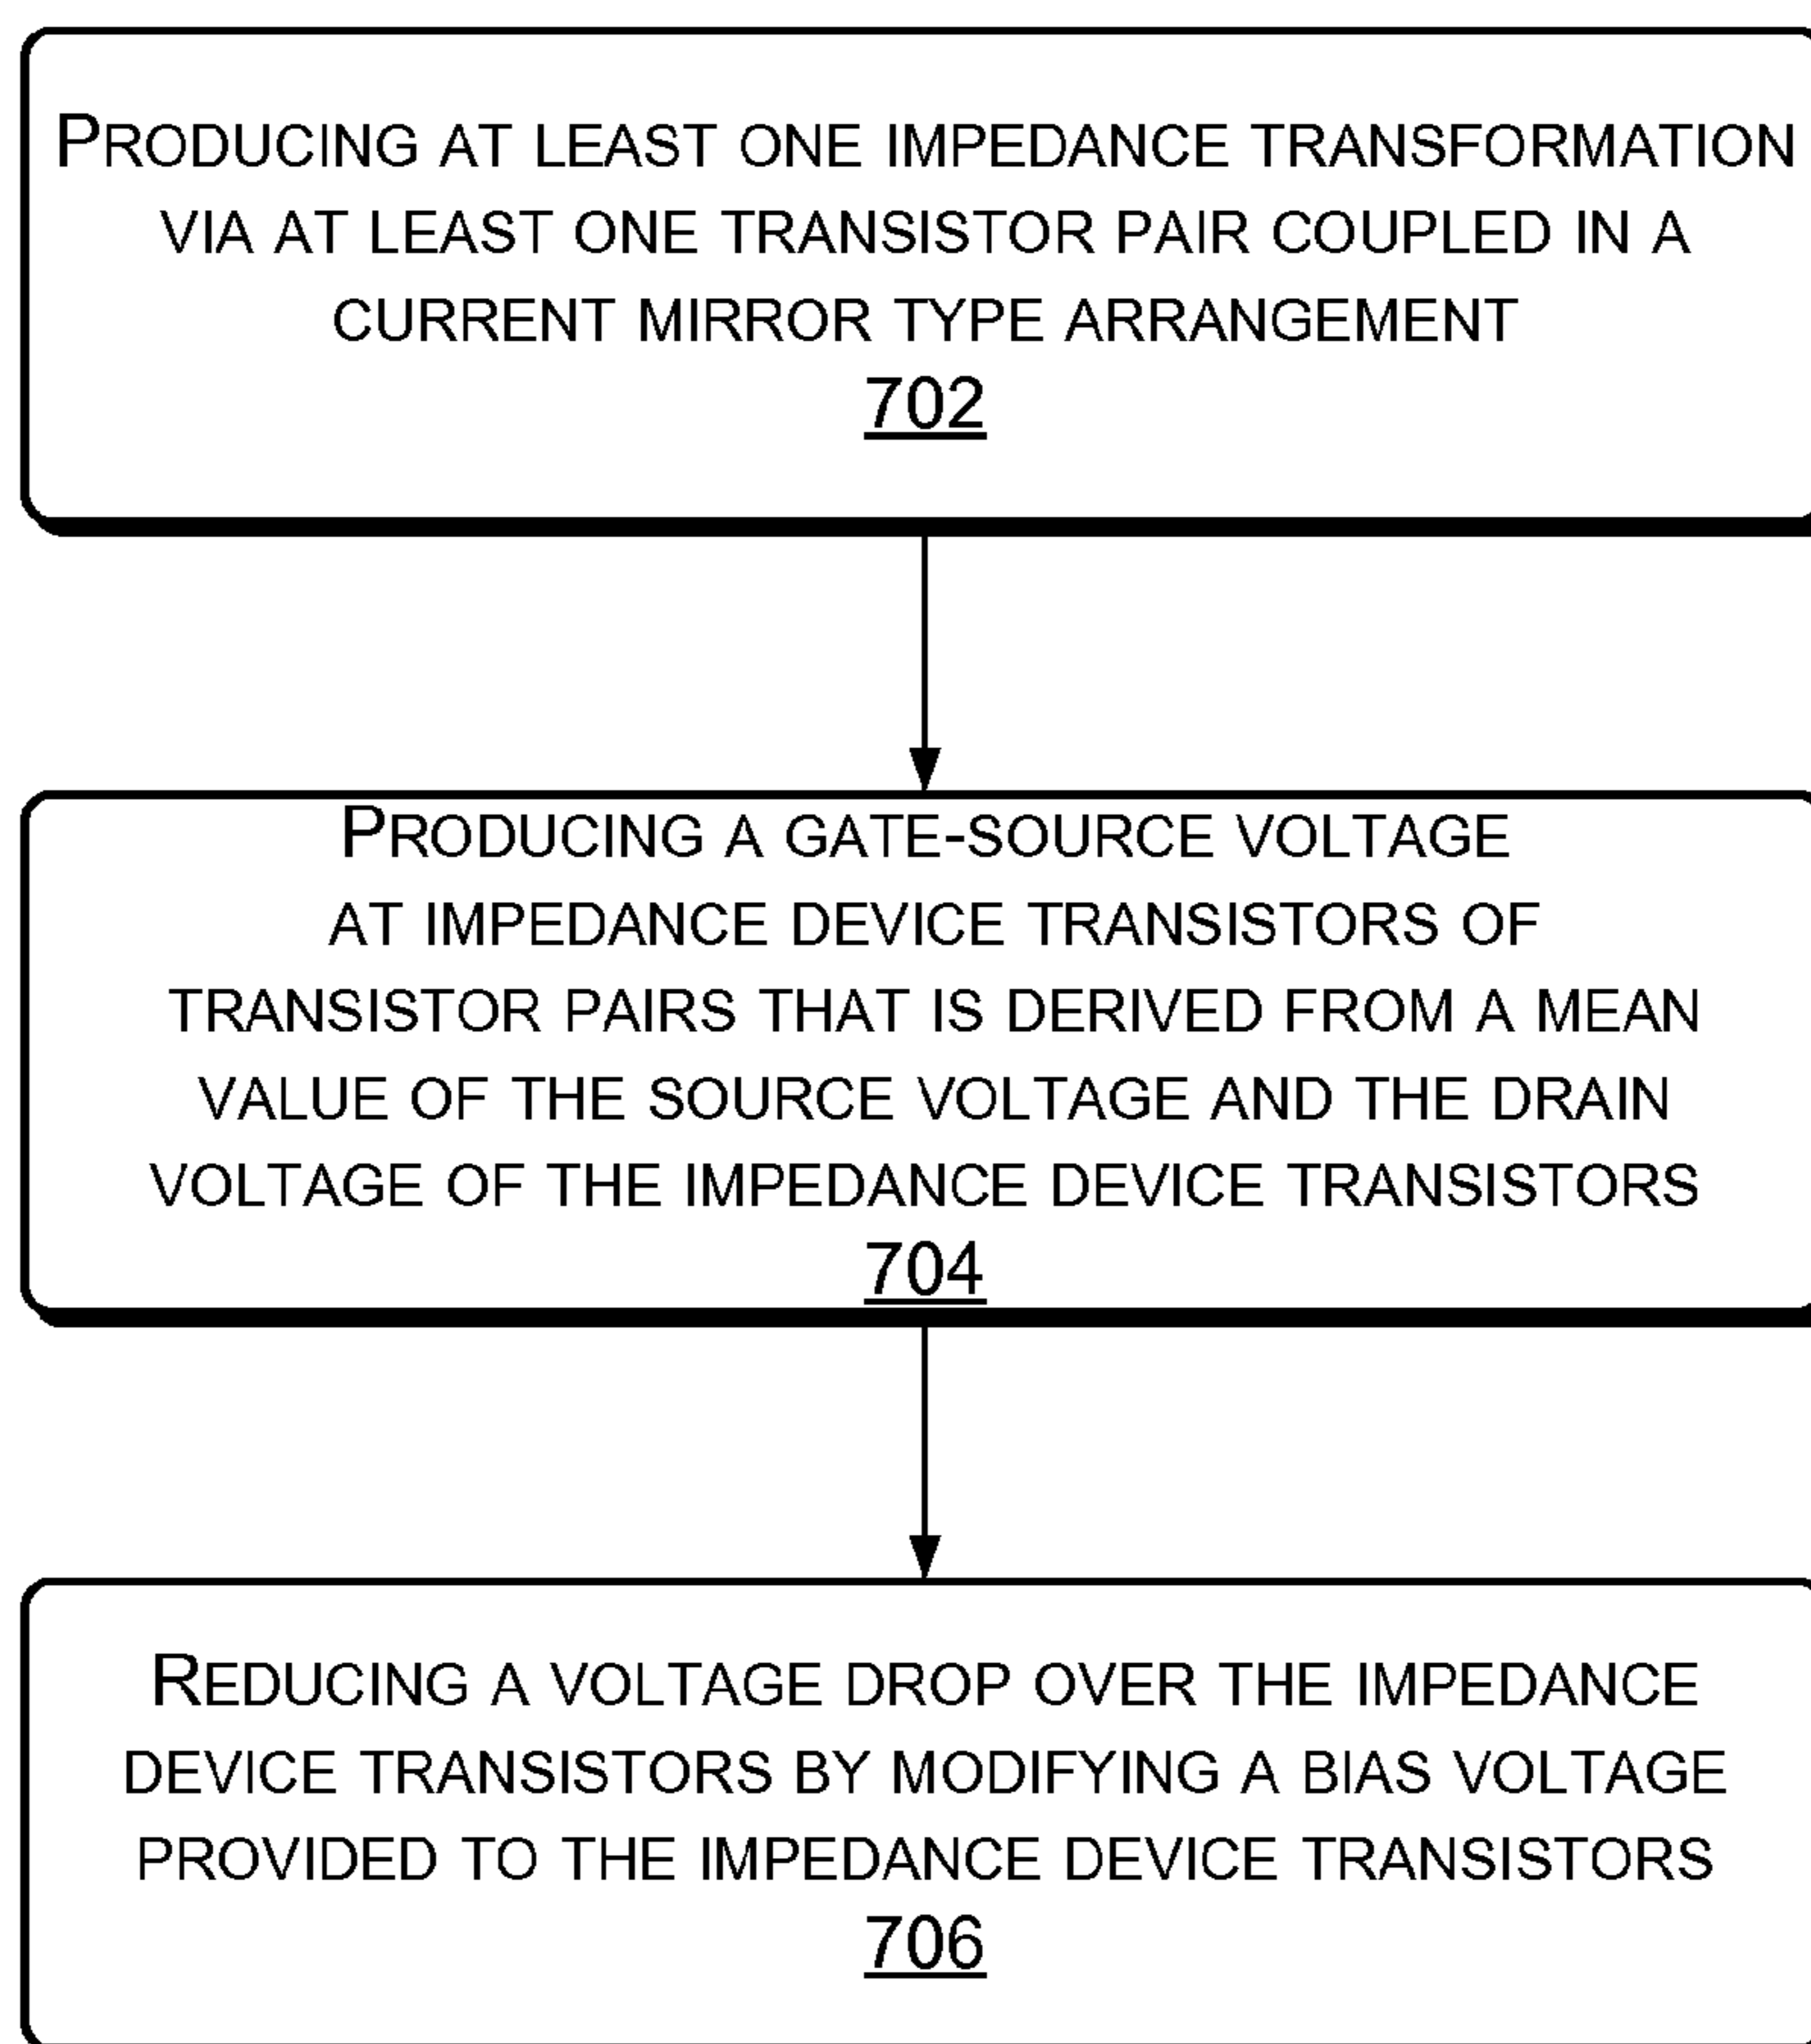 PRODUCING AT LEAST ONE IMPEDANCE TRANSFORMATION
VIA AT LEAST ONE TRANSISTOR PAIR COUPLED IN A
CURRENT MIRROR TYPE ARRANGEMENT
702
PRODUCING A GATE-SOURCE VOLTAGE
AT IMPEDANCE DEVICE TRANSISTORS OF
TRANSISTOR PAIRS THAT IS DERIVED FROM A MEAN
VALUE OF THE SOURCE VOLTAGE AND THE DRAIN
VOLTAGE OF THE IMPEDANCE DEVICE TRANSISTORS
704
REDUCING A VOLTAGE DROP OVER THE IMPEDANCE
DEVICE TRANSISTORS BY MODIFYING A BIAS VOLTAGE
PROVIDED TO THE IMPEDANCE DEVICE TRANSISTORS
706